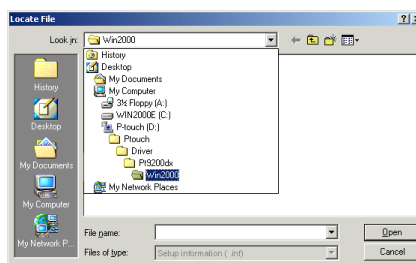 Locate File
?
Look in:
Win2000
History
Desktop
My Documents
My Computer
3½ Floppy (A:)
WIN2000E (C:)
P-touch (D:)
Ptouch
Driver
Pt9200dx
Win2000
My Network Places
History
Desktop
My Documents
My Computer
My Network P...
File name:
Open
Files of type:
Setup information ( .inf)
Cancel